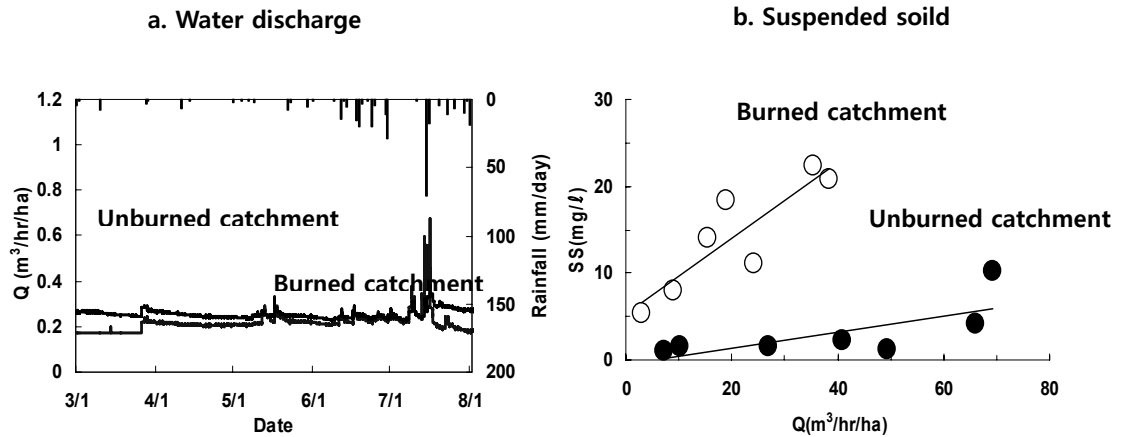 a. Water discharge
b. Suspended soild
1.2
1
0.8
0.6
0.4
0.2
0
Q (m³/hr/ha)
Unburned catchment
Burned catchment
0
50
100
150
200
Rainfall (mm/day)
3/1 4/1 5/1 6/1 7/1 8/1
Date
30
20
10
0
SS(mg/ℓ)
Burned catchment
Unburned catchment
0 20 40 60 80
Q(m³/hr/ha)